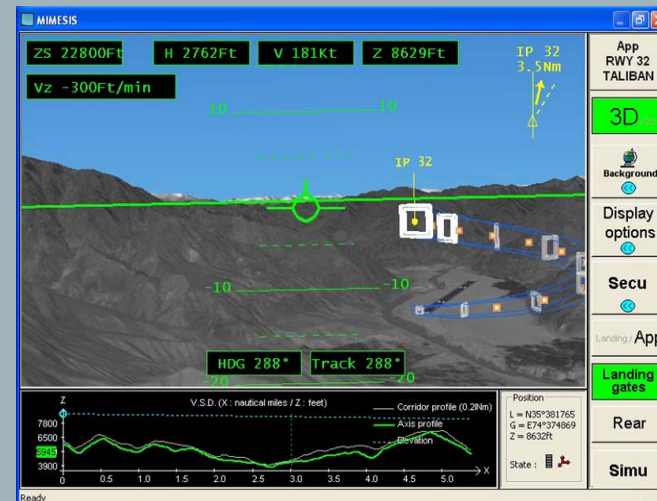 MIMESIS
ZS 22800Ft
H 2762Ft
V 181Kt
Z 8629Ft
Vz -300Ft/min
IP 32
3.5Nm
10
10
IP 32
-10
-10
HDG 288°
Track 288°
-20
-20
App
RWY 32
TALIBAN
3D
Background
Display
options
Secu
Landing / App
Landing
gates
Rear
Simu
Z
V.S.D. (X : nautical miles / Z : feet)
Corridor profile (0.2Nm)
Axis profile
Elevation
7800
6500
5945
3900
0
0.5
1.0
1.5
2.0
2.5
3.0
3.5
4.0
4.5
5.0
X
Position
L = N35°381765
G = E74°374869
Z = 8632ft
State :
Ready